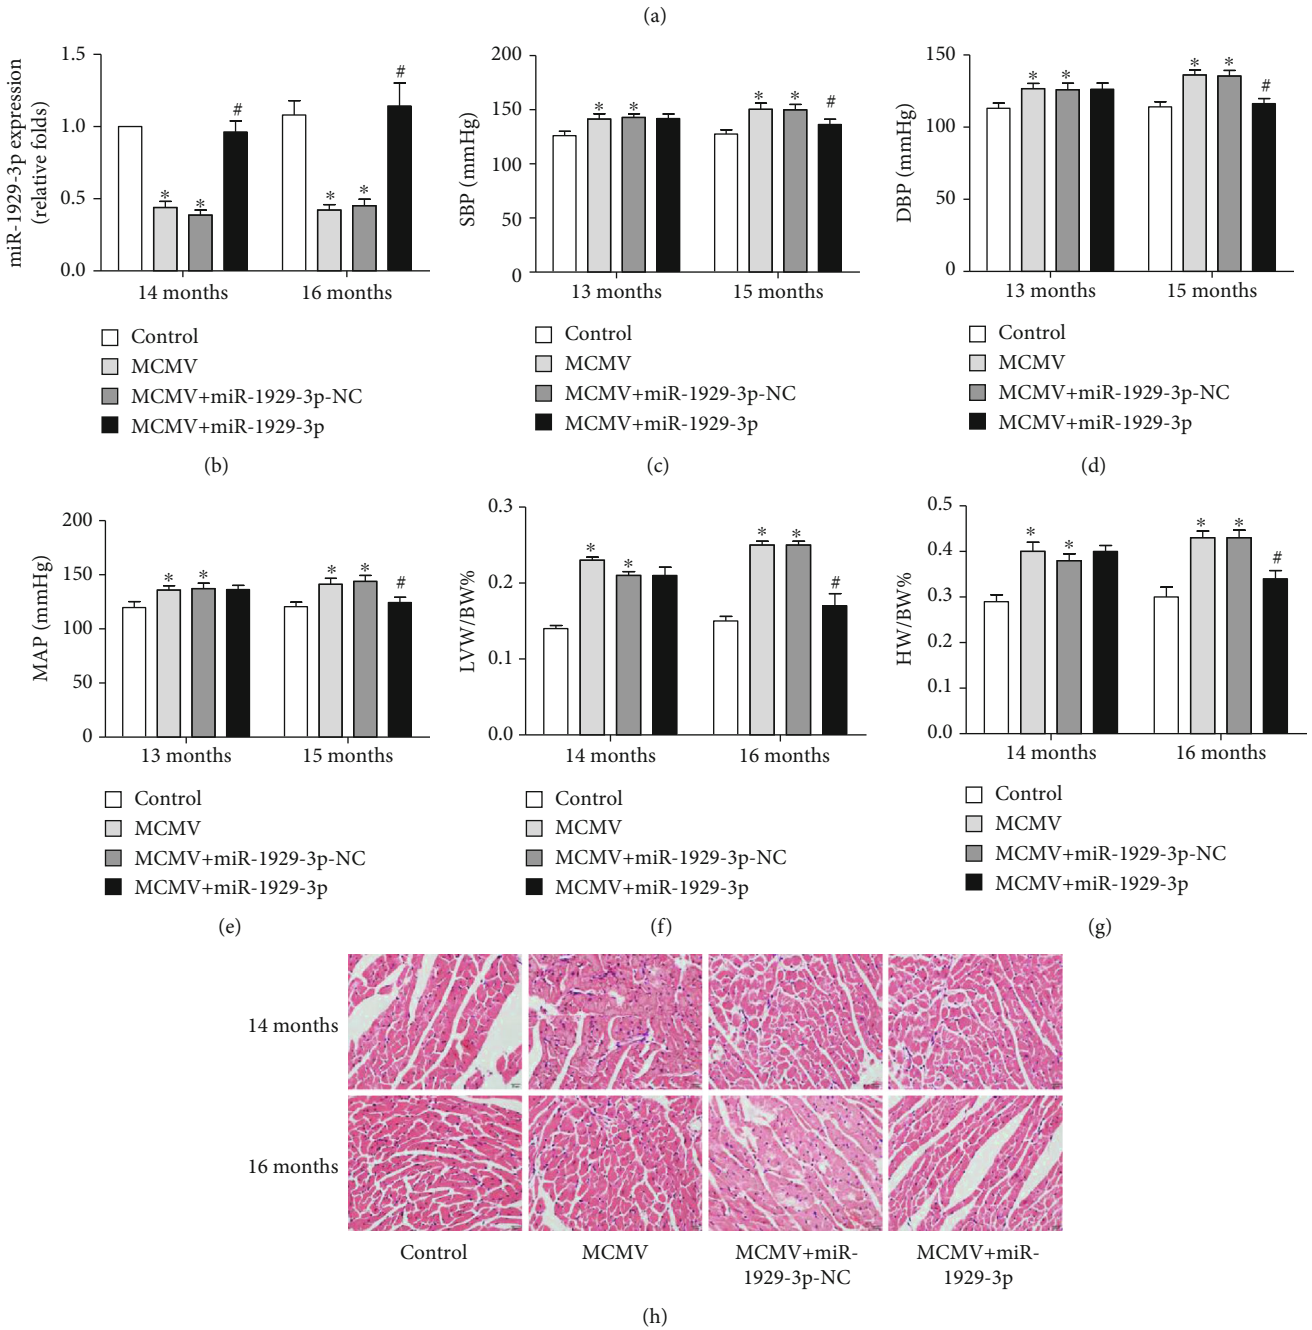 (a)
miR-1929-3p expression
(relative folds)
1.5
1.0
0.5
0.0
*
*
#
*
*
#
14 months
16 months
Control
MCMV
MCMV+miR-1929-3p-NC
MCMV+miR-1929-3p
(b)
SBP (mmHg)
200
150
100
50
0
*
*
*
*
#
13 months
15 months
Control
MCMV
MCMV+miR-1929-3p-NC
MCMV+miR-1929-3p
(c)
DBP (mmHg)
150
100
50
0
*
*
*
*
#
13 months
15 months
Control
MCMV
MCMV+miR-1929-3p-NC
MCMV+miR-1929-3p
(d)
MAP (mmHg)
200
150
100
50
0
*
*
*
*
#
13 months
15 months
Control
MCMV
MCMV+miR-1929-3p-NC
MCMV+miR-1929-3p
(e)
LVW/BW%
0.3
0.2
0.1
0.0
*
*
*
*
#
14 months
16 months
Control
MCMV
MCMV+miR-1929-3p-NC
MCMV+miR-1929-3p
(f)
HW/BW%
0.5
0.4
0.3
0.2
0.1
0.0
*
*
*
*
#
14 months
16 months
Control
MCMV
MCMV+miR-1929-3p-NC
MCMV+miR-1929-3p
(g)
14 months
16 months
Control
MCMV
MCMV+miR-
1929-3p-NC
MCMV+miR-
1929-3p
(h)